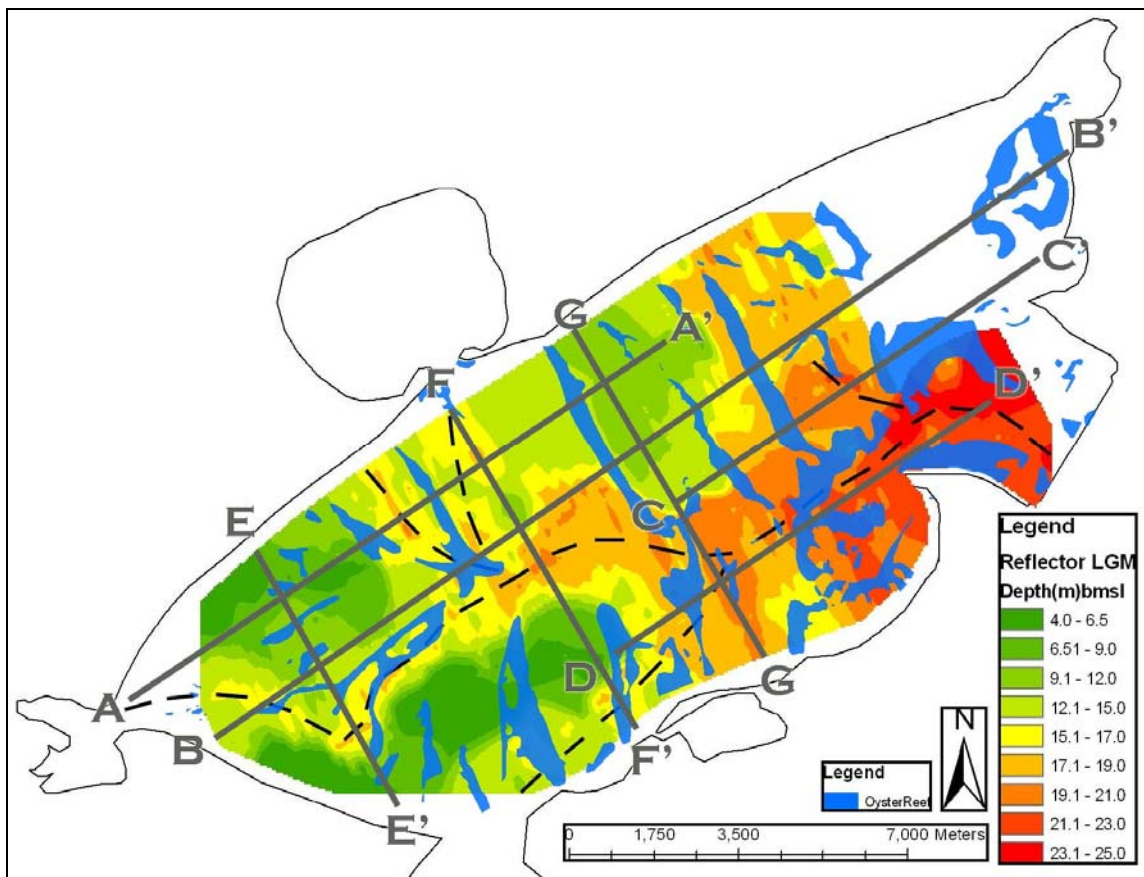 B'
C'
G
A'
F
D'
E
C
D
A
B
F'
G
E'
Legend
Reflector LGM
Depth(m)bmsl
4.0 - 6.5
6.51 - 9.0
9.1 - 12.0
12.1 - 15.0
15.1 - 17.0
17.1 - 19.0
19.1 - 21.0
21.1 - 23.0
23.1 - 25.0
N
Legend
OysterReef
0 1,750 3,500 7,000 Meters